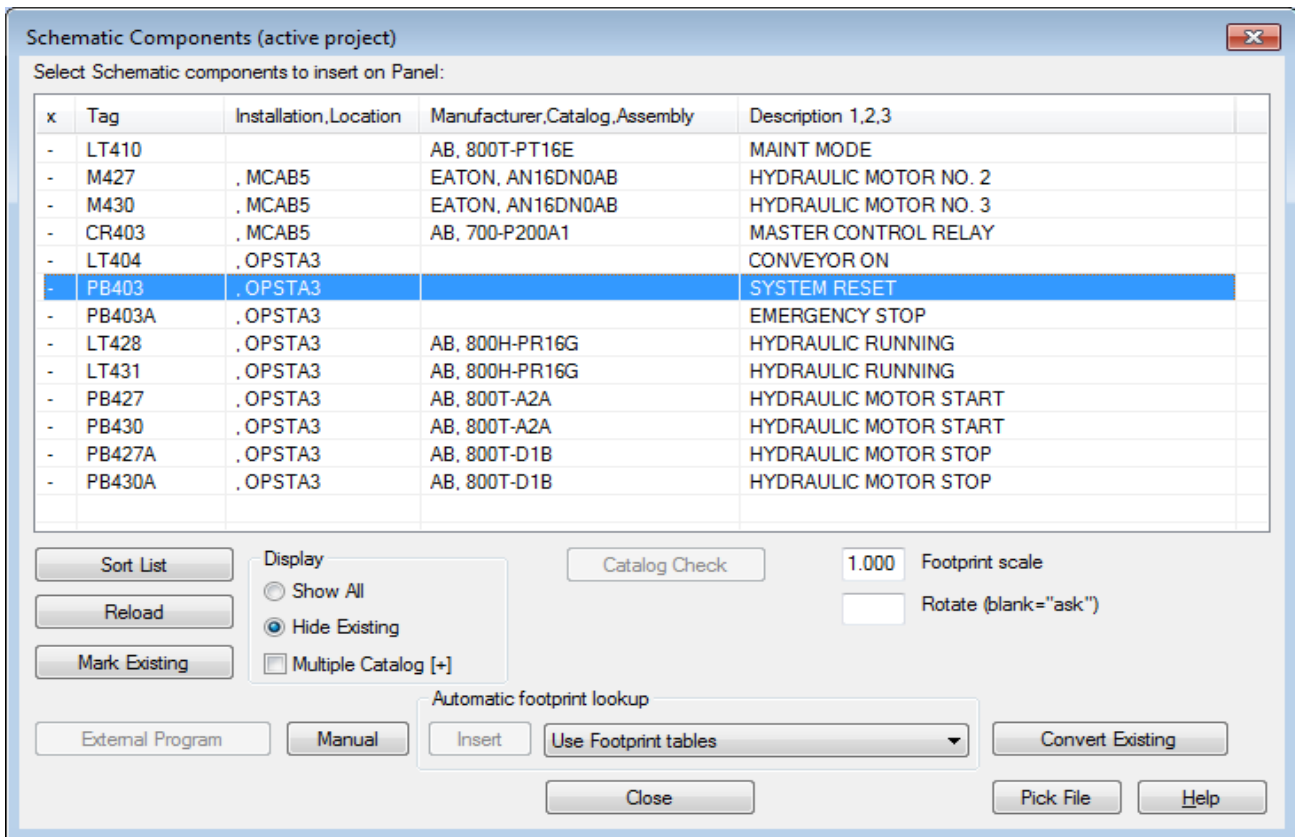 Schematic Components (active project)
Select Schematic components to insert on Panel:
x Tag Installation,Location Manufacturer,Catalog,Assembly Description 1,2,3
- LT410 AB, 800T-PT16E MAINT MODE
- M427 , MCAB5 EATON, AN16DN0AB HYDRAULIC MOTOR NO. 2
- M430 , MCAB5 EATON, AN16DN0AB HYDRAULIC MOTOR NO. 3
- CR403 , MCAB5 AB, 700-P200A1 MASTER CONTROL RELAY
- LT404 , OPSTA3 CONVEYOR ON
- PB403 , OPSTA3 SYSTEM RESET
- PB403A , OPSTA3 EMERGENCY STOP
- LT428 , OPSTA3 AB, 800H-PR16G HYDRAULIC RUNNING
- LT431 , OPSTA3 AB, 800H-PR16G HYDRAULIC RUNNING
- PB427 , OPSTA3 AB, 800T-A2A HYDRAULIC MOTOR START
- PB430 , OPSTA3 AB, 800T-A2A HYDRAULIC MOTOR START
- PB427A , OPSTA3 AB, 800T-D1B HYDRAULIC MOTOR STOP
- PB430A , OPSTA3 AB, 800T-D1B HYDRAULIC MOTOR STOP
Sort List Display Catalog Check 1.000 Footprint scale
Show All
Reload Rotate (blank="ask")
Hide Existing
Mark Existing Multiple Catalog [+]
Automatic footprint lookup
External Program Manual Insert Use Footprint tables Convert Existing
Close Pick File Help